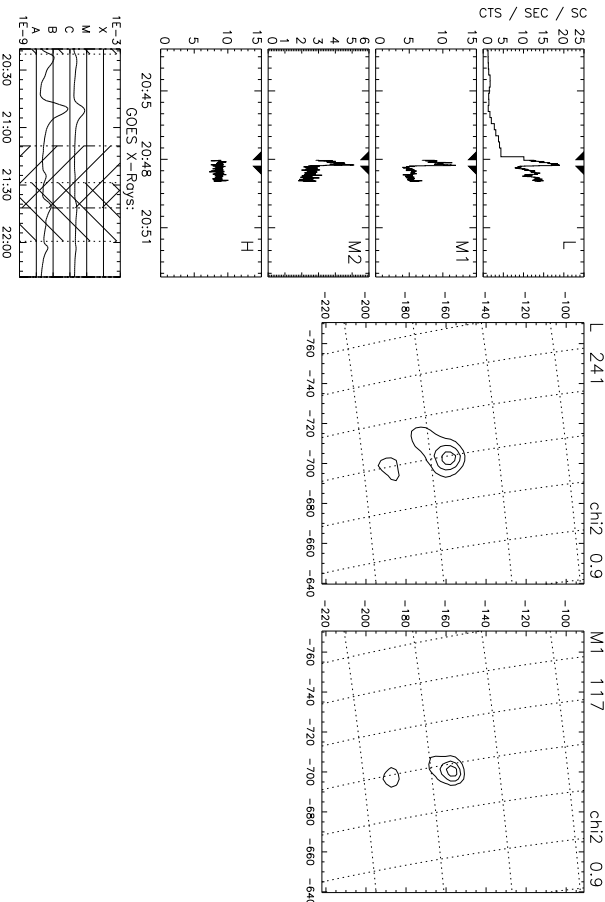 CTS / SEC / SC
25
20
15
10
5
0
L
15
10
5
0
M1
6
5
4
3
2
1
0
M2
15
10
5
0
H
20:45 20:48 20:51
GOES X-Rays:
1E-3
X
M
C
B
A
1E-9
20:30 21:00 21:30 22:00
L 241 chi2 0.9
-100
-120
-140
-160
-180
-200
-220
-760 -740 -720 -700 -680 -660 -640
M1 117 chi2 0.9
-100
-120
-140
-160
-180
-200
-220
-760 -740 -720 -700 -680 -660 -640